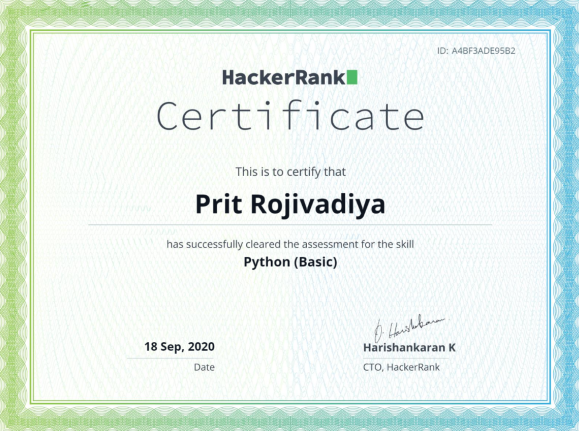 ID: A4BF3ADE95B2
HackerRank
Certificate
This is to certify that
Prit Rojivadiya
has successfully cleared the assessment for the skill
Python (Basic)
18 Sep, 2020
Date
Harishankaran K
CTO, HackerRank